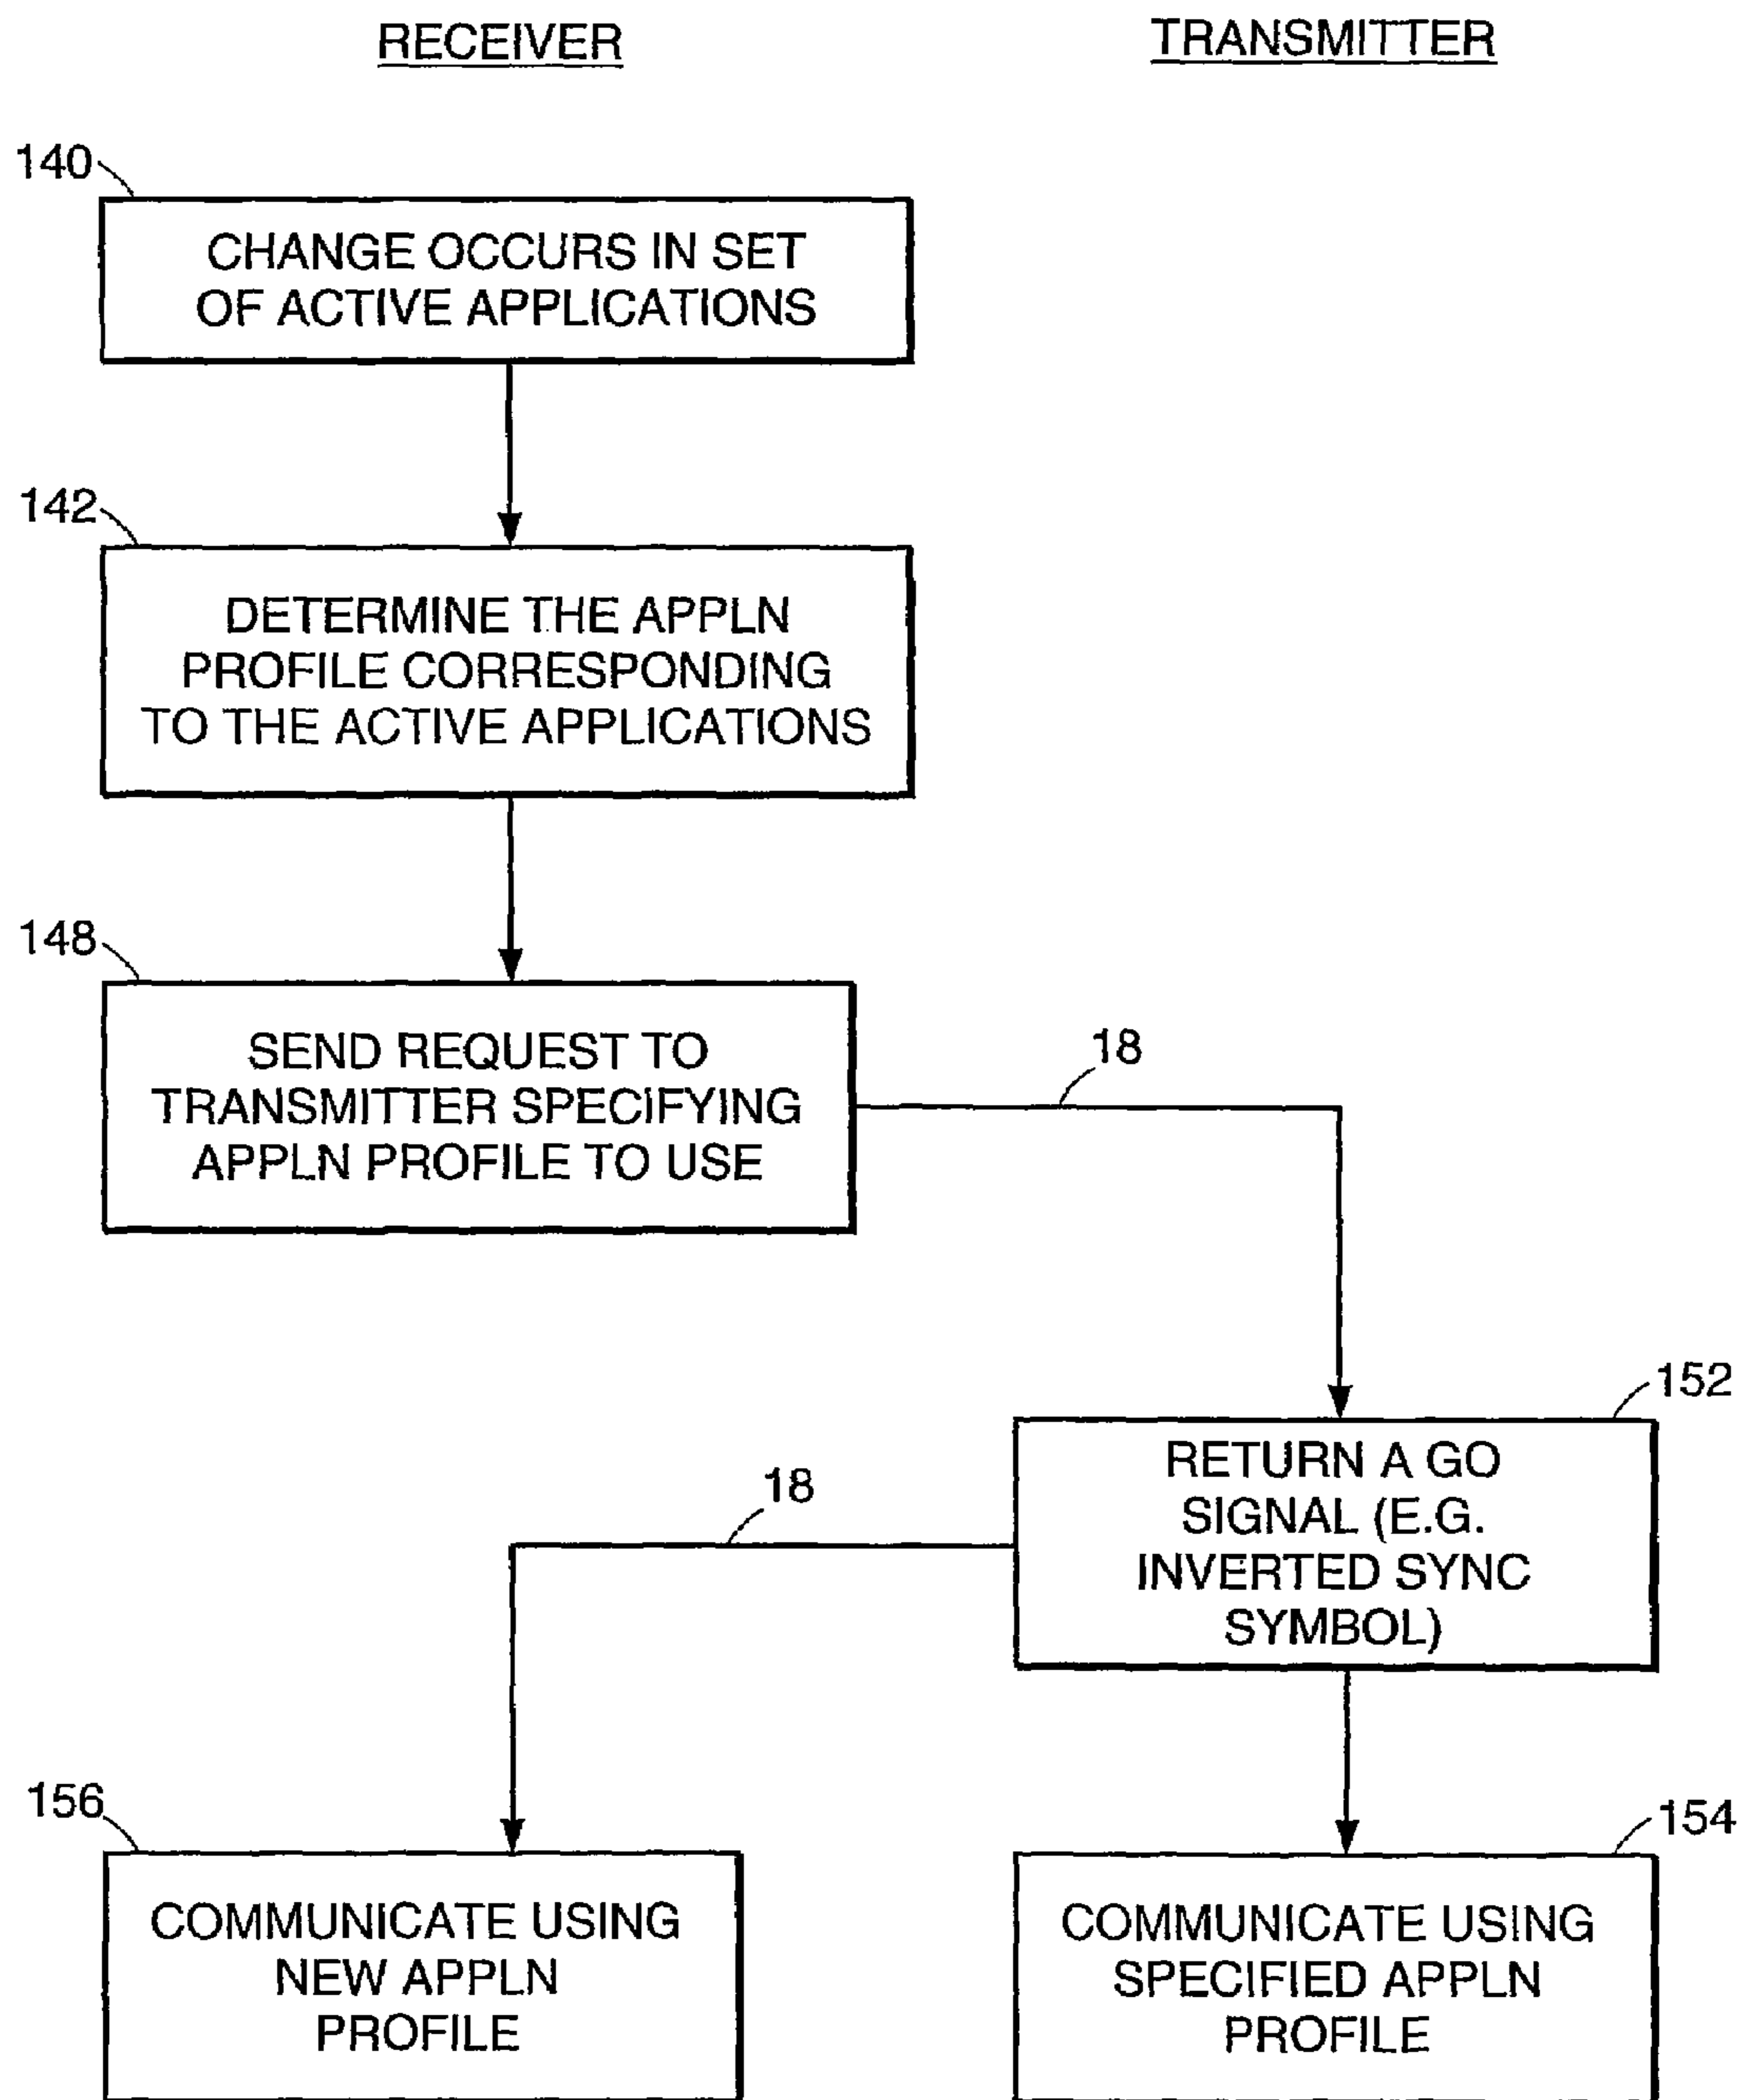 RECEIVER
TRANSMITTER
140
CHANGE OCCURS IN SET
OF ACTIVE APPLICATIONS
142
DETERMINE THE APPLN
PROFILE CORRESPONDING
TO THE ACTIVE APPLICATIONS
148
SEND REQUEST TO
TRANSMITTER SPECIFYING
APPLN PROFILE TO USE
18
152
RETURN A GO
SIGNAL (E.G.
INVERTED SYNC
SYMBOL)
18
156
COMMUNICATE USING
NEW APPLN
PROFILE
154
COMMUNICATE USING
SPECIFIED APPLN
PROFILE